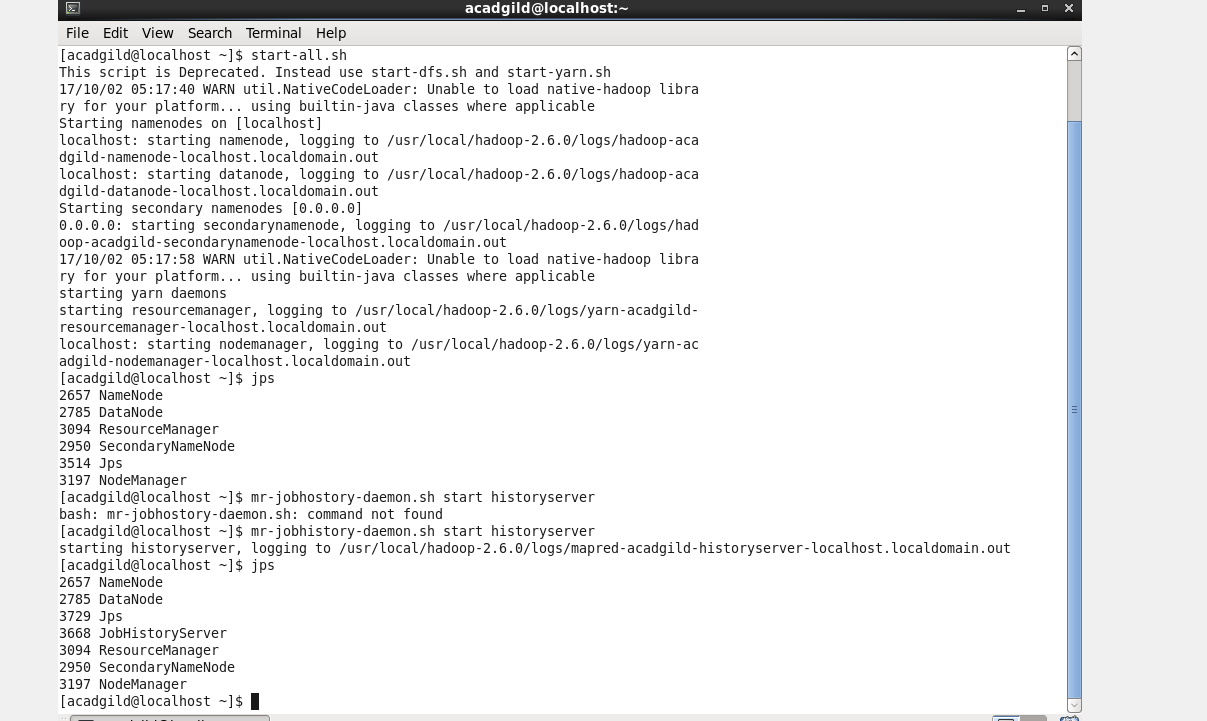 acadgild@localhost:~
File Edit View Search Terminal Help
[acadgild@localhost ~]$ start-all.sh
This script is Deprecated. Instead use start-dfs.sh and start-yarn.sh
17/10/02 05:17:40 WARN util.NativeCodeLoader: Unable to load native-hadoop libra
ry for your platform... using builtin-java classes where applicable
Starting namenodes on [localhost]
localhost: starting namenode, logging to /usr/local/hadoop-2.6.0/logs/hadoop-aca
dgild-namenode-localhost.localdomain.out
localhost: starting datanode, logging to /usr/local/hadoop-2.6.0/logs/hadoop-aca
dgild-datanode-localhost.localdomain.out
Starting secondary namenodes [0.0.0.0]
0.0.0.0: starting secondarynamenode, logging to /usr/local/hadoop-2.6.0/logs/had
oop-acadgild-secondarynamenode-localhost.localdomain.out
17/10/02 05:17:58 WARN util.NativeCodeLoader: Unable to load native-hadoop libra
ry for your platform... using builtin-java classes where applicable
starting yarn daemons
starting resourcemanager, logging to /usr/local/hadoop-2.6.0/logs/yarn-acadgild-
resourcemanager-localhost.localdomain.out
localhost: starting nodemanager, logging to /usr/local/hadoop-2.6.0/logs/yarn-ac
adgild-nodemanager-localhost.localdomain.out
[acadgild@localhost ~]$ jps
2657 NameNode
2785 DataNode
3094 ResourceManager
2950 SecondaryNameNode
3514 Jps
3197 NodeManager
[acadgild@localhost ~]$ mr-jobhostory-daemon.sh start historyserver
bash: mr-jobhostory-daemon.sh: command not found
[acadgild@localhost ~]$ mr-jobhistory-daemon.sh start historyserver
starting historyserver, logging to /usr/local/hadoop-2.6.0/logs/mapred-acadgild-historyserver-localhost.localdomain.out
[acadgild@localhost ~]$ jps
2657 NameNode
2785 DataNode
3729 Jps
3668 JobHistoryServer
3094 ResourceManager
2950 SecondaryNameNode
3197 NodeManager
[acadgild@localhost ~]$